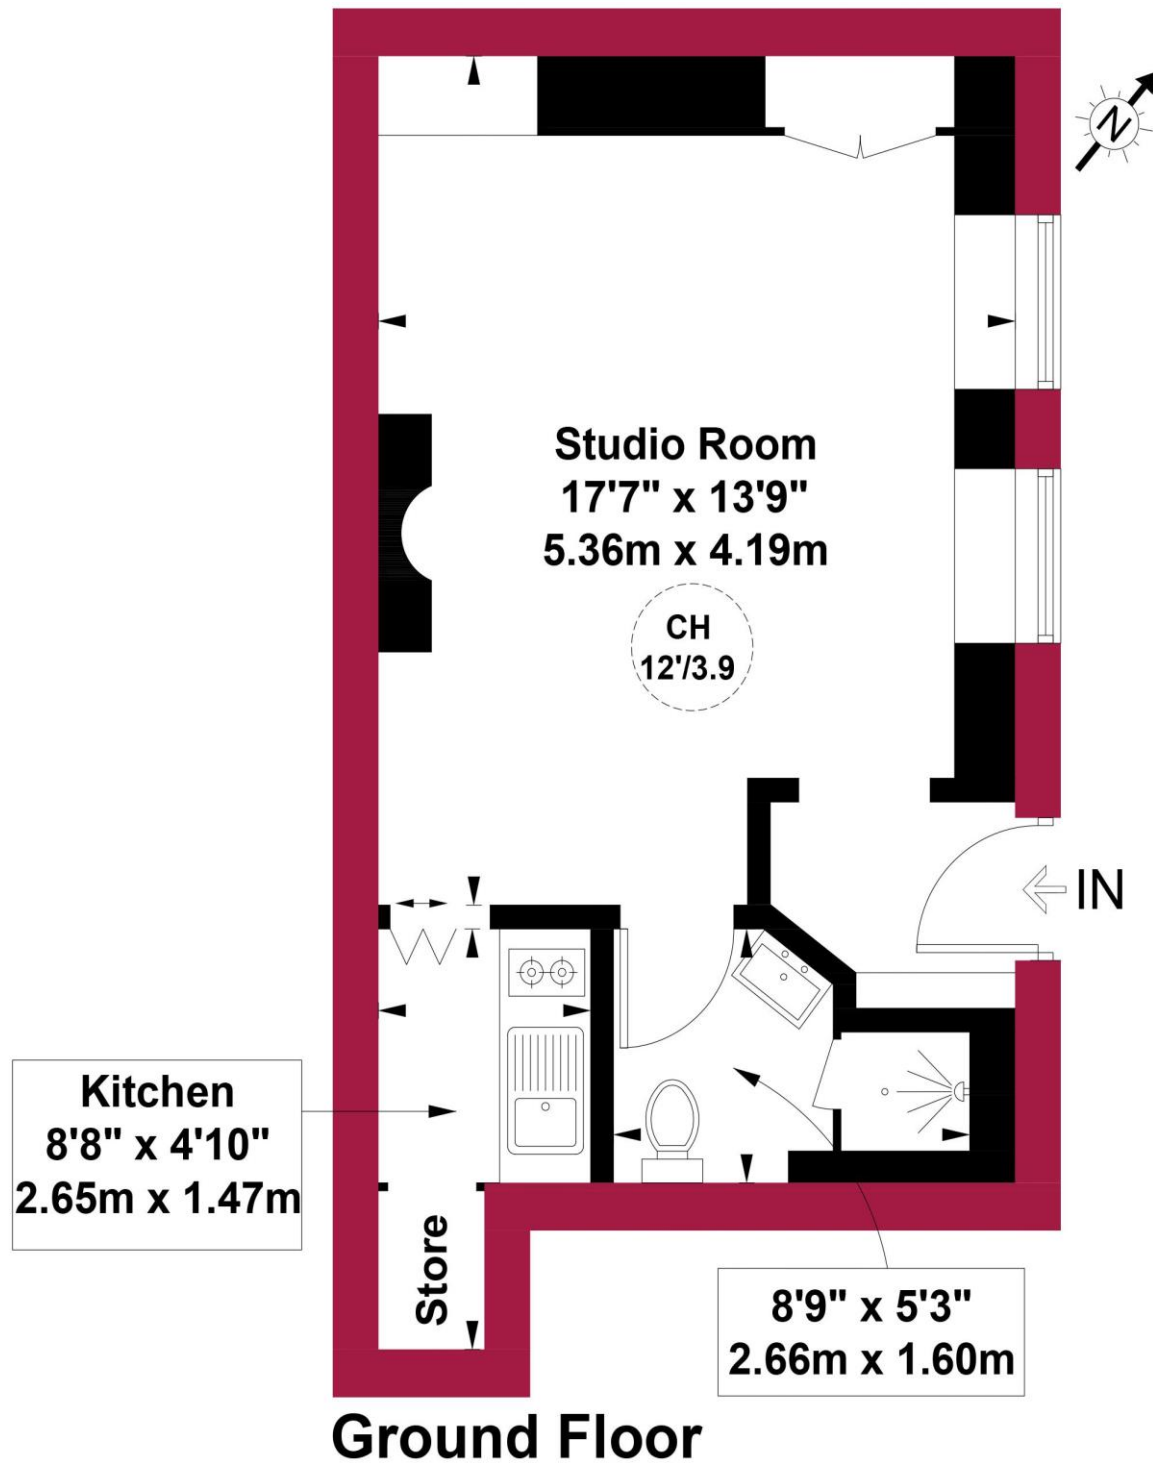 N
Studio Room
17'7" x 13'9"
5.36m x 4.19m
CH
12'/3.9
IN
Kitchen
8'8" x 4'10"
2.65m x 1.47m
Store
8'9" x 5'3"
2.66m x 1.60m
Ground Floor